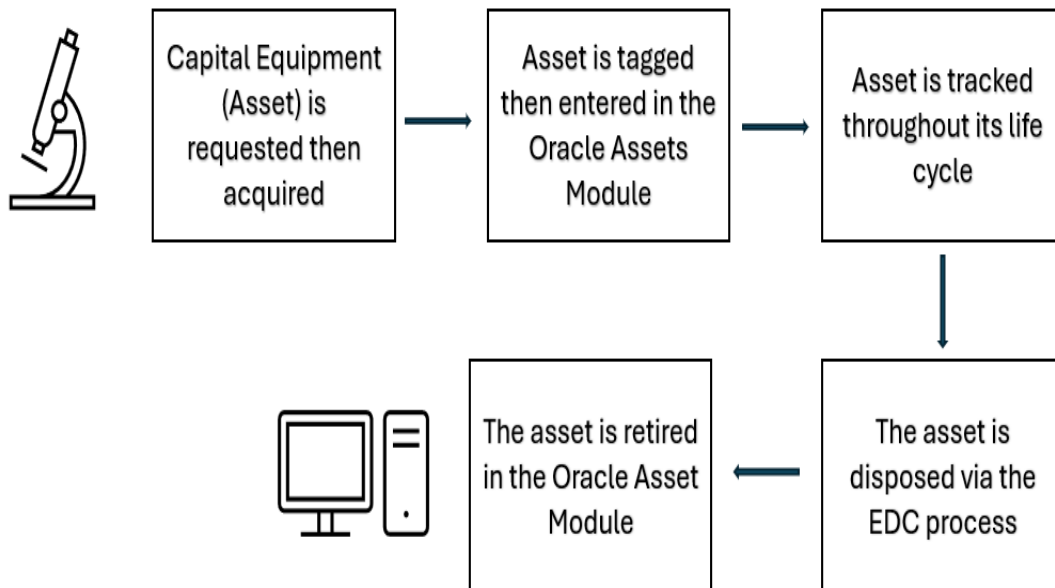 Capital Equipment
(Asset) is
requested then
acquired
Asset is tagged
then entered in the
Oracle Assets
Module
Asset is tracked
throughout its life
cycle
The asset is
disposed via the
EDC process
The asset is retired
in the Oracle Asset
Module